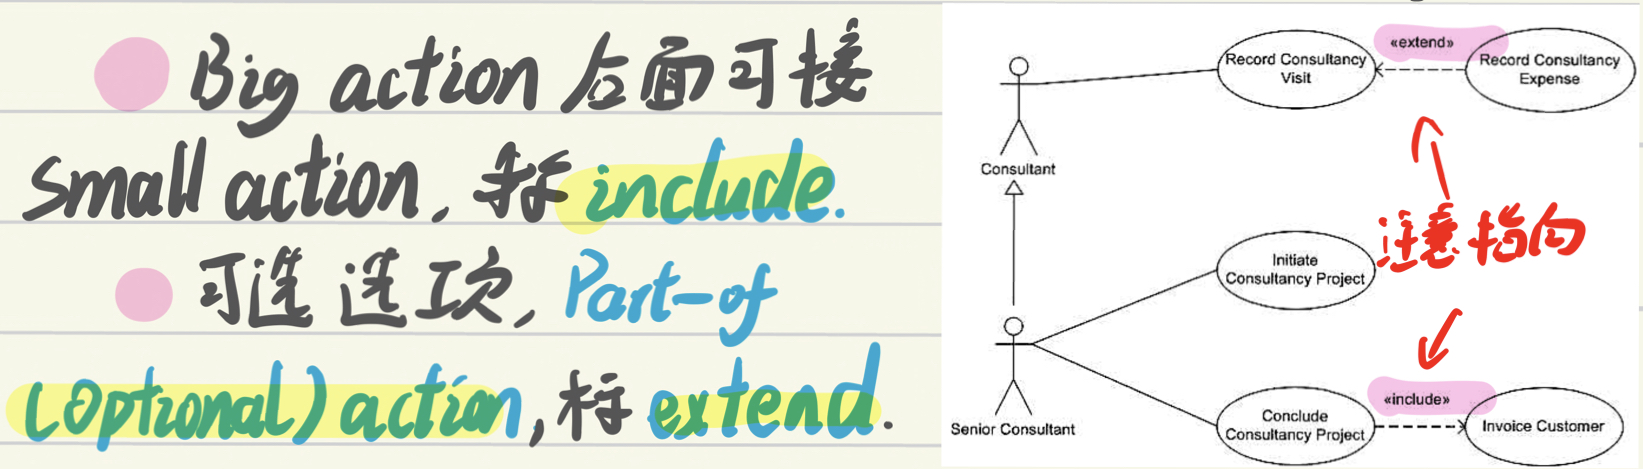 Big action 后面可接
Small action, 标 include.
可选选项, Part-of
(optional) action, 标 extend.
«extend»
Record Consultancy
Visit
Record Consultancy
Expense
Consultant
注意指向
Initiate
Consultancy Project
«include»
Conclude
Consultancy Project
Invoice Customer
Senior Consultant